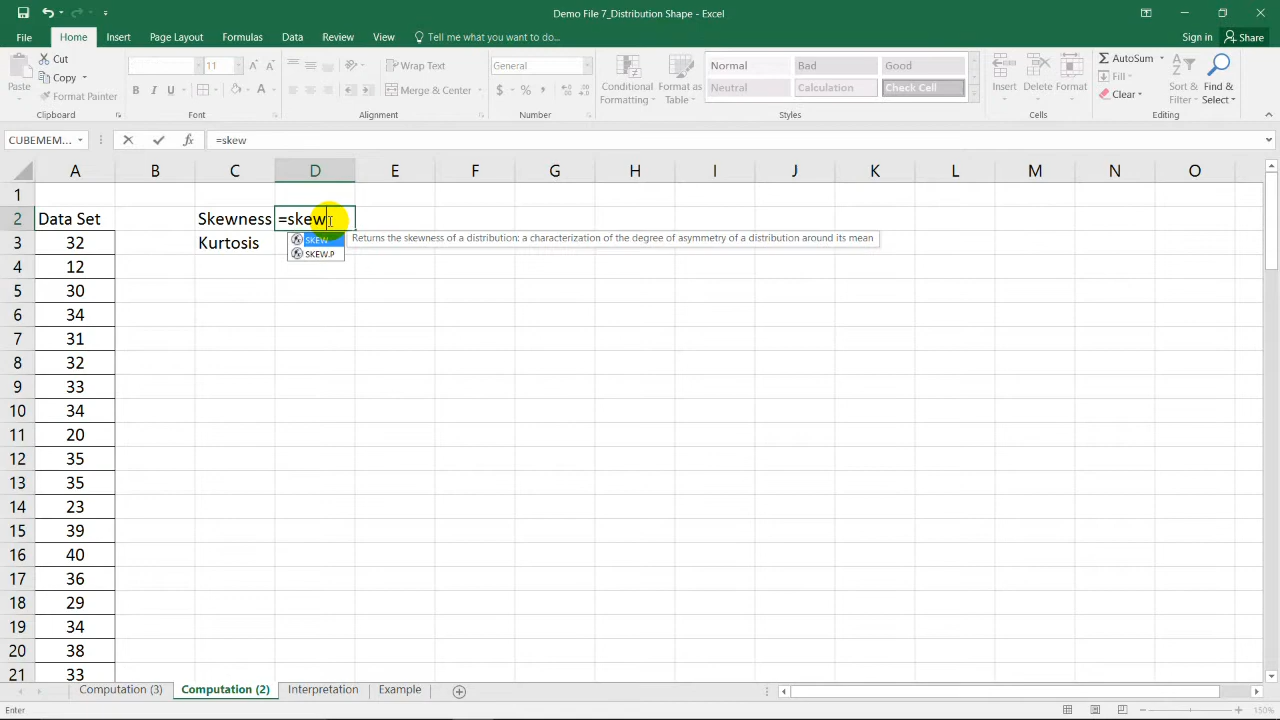 Demo File 7_Distribution Shape - Excel
File Home Insert Page Layout Formulas Data Review View Tell me what you want to do... Sign in Share
Paste Cut Copy Format Painter
11 A A B I U A
Wrap Text Merge & Center
General $ % ,
Conditional Formatting Format as Table
Normal Bad Good
Neutral Calculation Check Cell
Insert Delete Format
AutoSum Fill Clear Sort & Filter Find & Select
Clipboard Font Alignment Number Styles Cells Editing
CUBEMEM... fx =skew
A B C D E F G H I J K L M N O
1
2 Data Set Skewness =skew
SKEW Returns the skewness of a distribution: a characterization of the degree of asymmetry of a distribution around its mean
3 32 Kurtosis
SKEW.P
4 12
5 30
6 34
7 31
8 32
9 33
10 34
11 20
12 35
13 35
14 23
15 39
16 40
17 36
18 29
19 34
20 38
21 33
Computation (3) Computation (2) Interpretation Example
Enter 150%